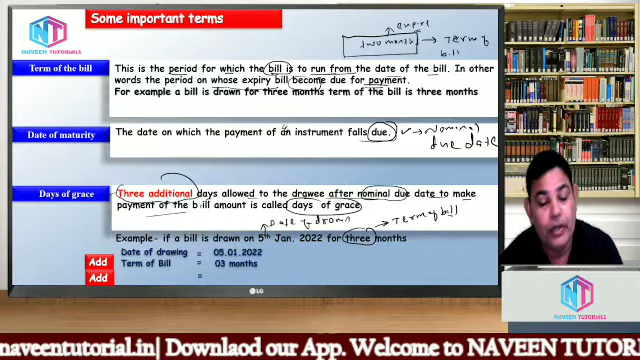 Some important terms
NT
NAVEEN TUTORIALS
expire
two month → Term of
bill
Term of the bill
This is the period for which the bill is to run from the date of the bill. In other
words the period on whose expiry bill become due for payment.
For example a bill is drawn for three months term of the bill is three months
Date of maturity
The date on which the payment of an instrument falls due.
→ Nominal
due date
Days of grace
Three additional days allowed to the drawee after nominal due date to make
payment of the bill amount is called days of grace
Date of drawn
→ Term of bill
Example- if a bill is drawn on 5th Jan. 2022 for three months
Date of drawing = 05.01.2022
Add Term of Bill = 03 months
Add =
LG
NT
NAVEEN TUTORIALS
naveentutorial.in| Downlaod our App. Welcome to NAVEEN TUTOR